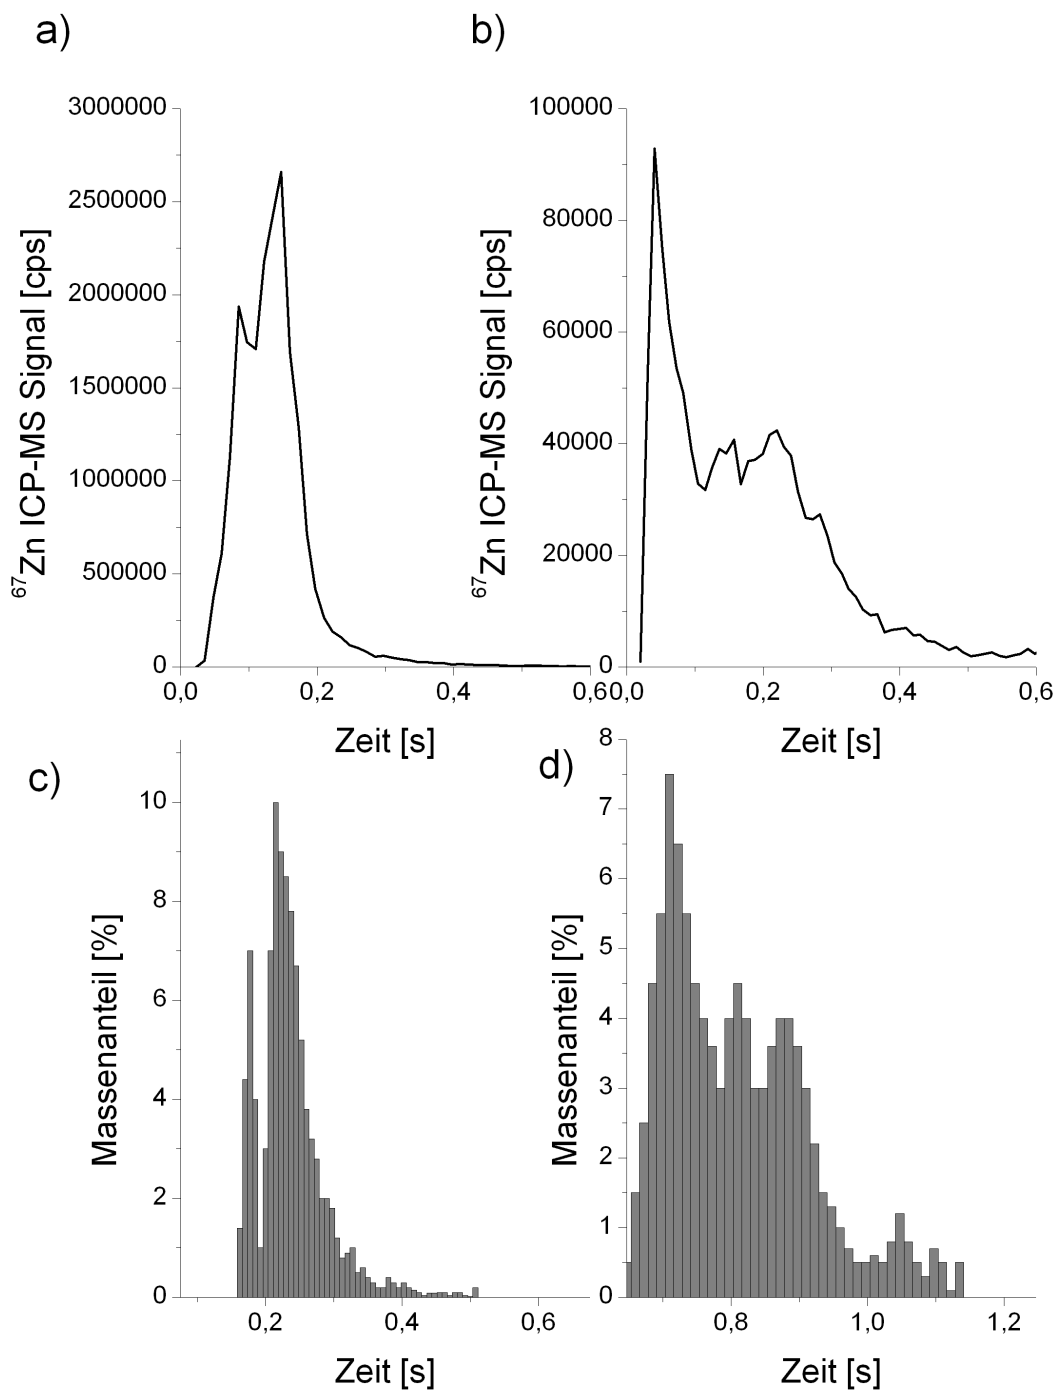 a)
⁶⁷Zn ICP-MS Signal [cps]
3000000
2500000
2000000
1500000
1000000
500000
0
0,0 0,2 0,4 0,6
Zeit [s]
b)
⁶⁷Zn ICP-MS Signal [cps]
100000
80000
60000
40000
20000
0
0,0 0,2 0,4 0,6
Zeit [s]
c)
Massenanteil [%]
10
8
6
4
2
0
0,2 0,4 0,6
Zeit [s]
d)
Massenanteil [%]
8
7
6
5
4
3
2
1
0
0,8 1,0 1,2
Zeit [s]